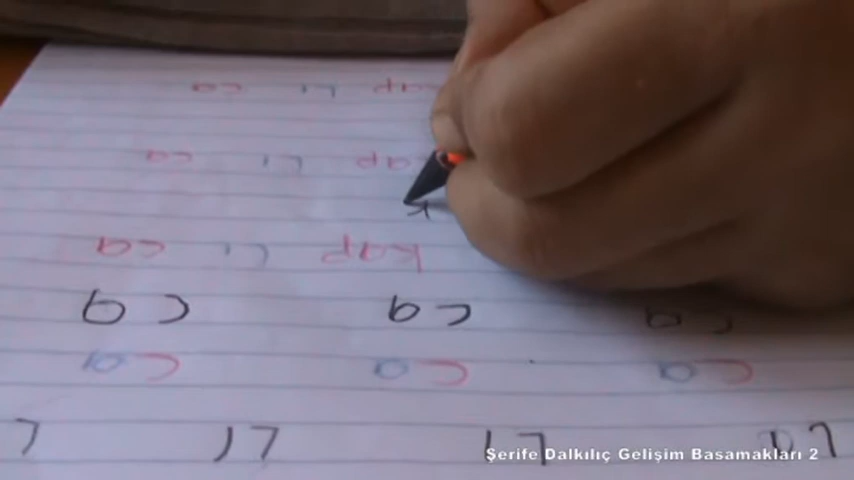 lı lı
ca ca ca
ca ca ca
kap lı ca
k
kap lı ca
kap lı ca
Şerife Dalkılıç Gelişim Basamakları 2